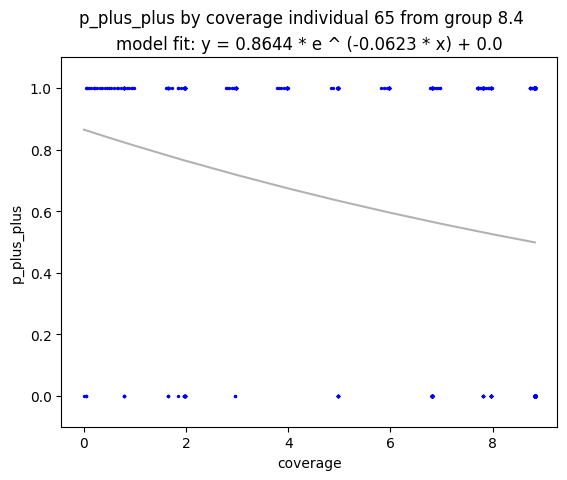 p_plus_plus by coverage individual 65 from group 8.4
model fit: y = 0.8644 * e ^ (-0.0623 * x) + 0.0
1.0
0.8
0.6
0.4
0.2
0.0
p_plus_plus
0
2
4
6
8
coverage